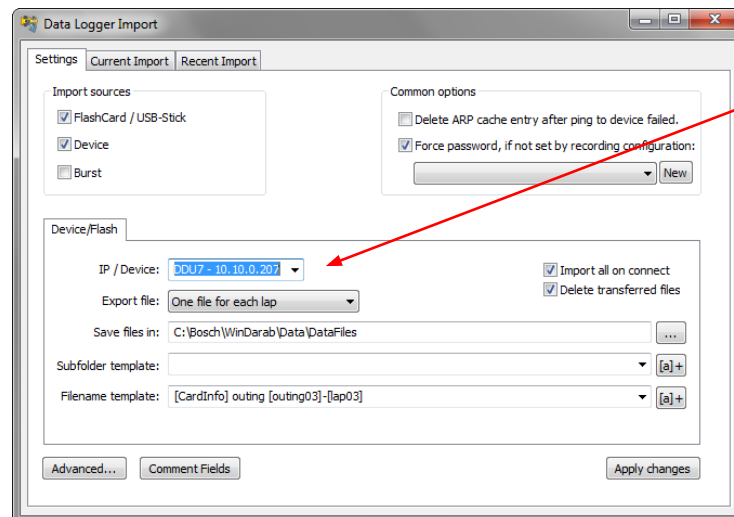 Data Logger Import
Settings Current Import Recent Import
Import sources
FlashCard / USB-Stick
Device
Burst
Common options
Delete ARP cache entry after ping to device failed.
Force password, if not set by recording configuration:
New
Device/Flash
IP / Device: DDU7 - 10.10.0.207
Import all on connect
Export file: One file for each lap
Delete transferred files
Save files in: C:\Bosch\WinDarab\Data\DataFiles ...
Subfolder template: [a]+
Filename template: [CardInfo] outing [outing03]-[lap03] [a]+
Advanced... Comment Fields Apply changes